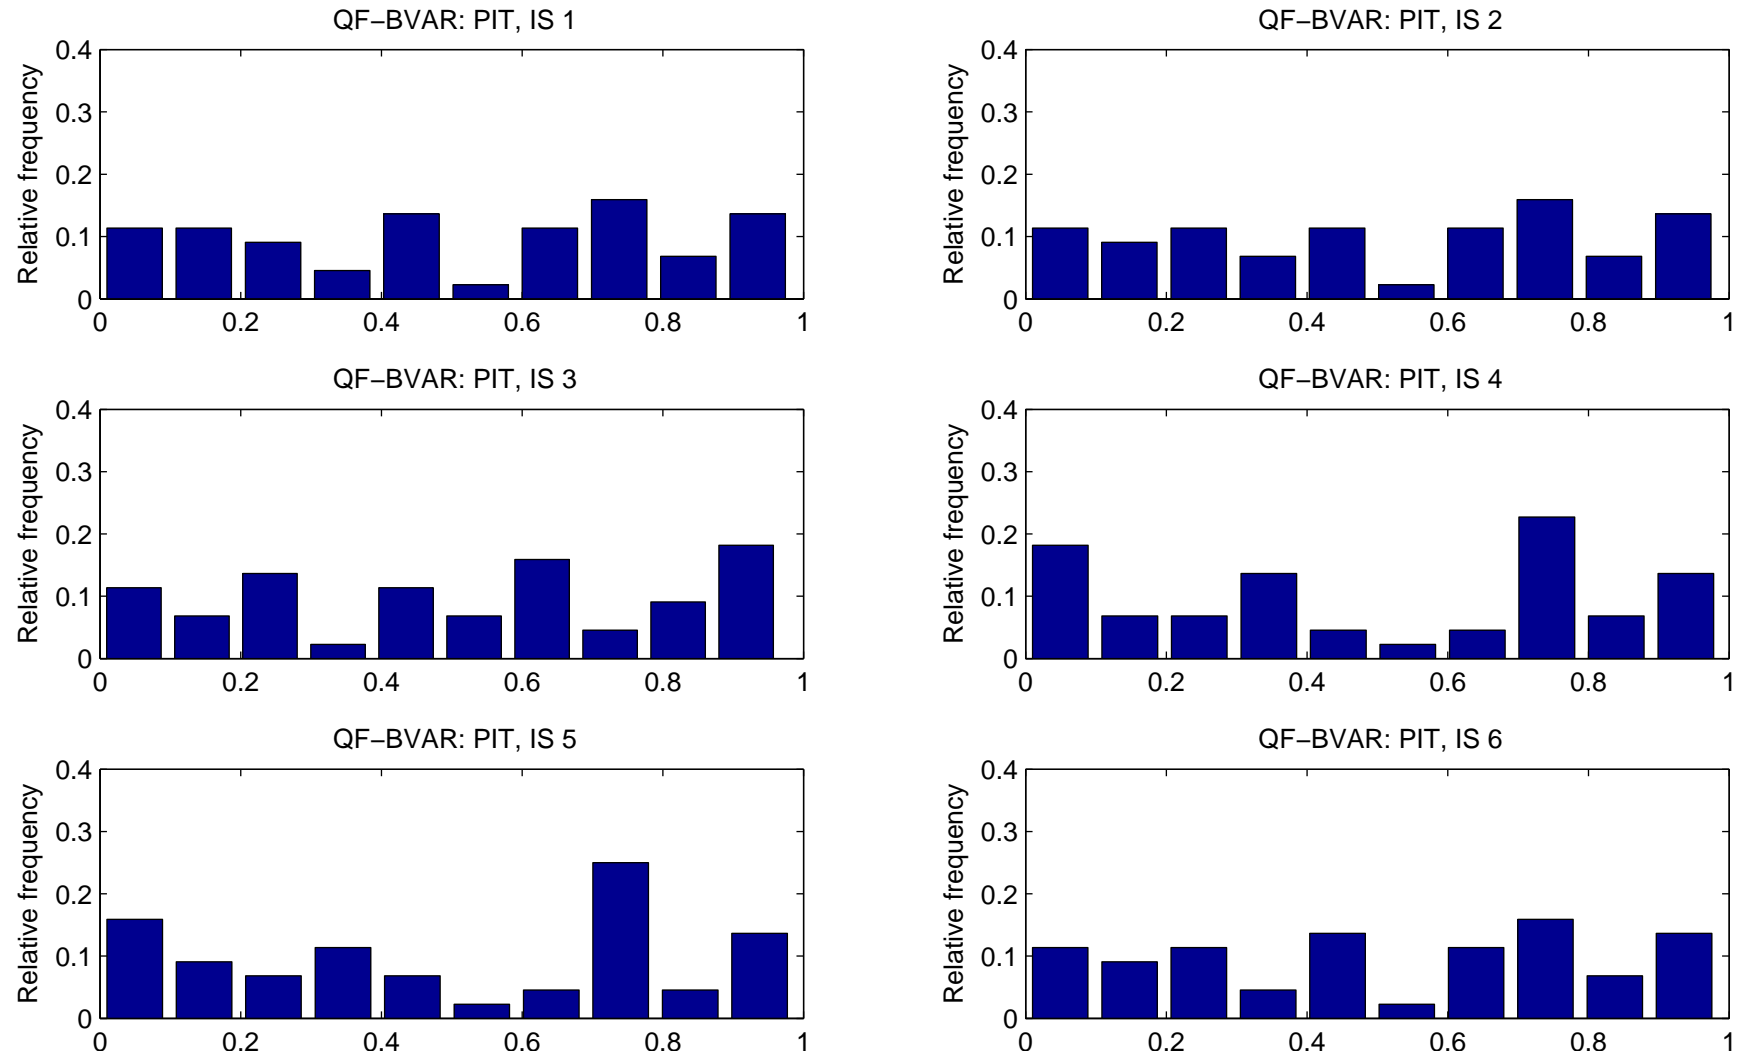 QF−BVAR: PIT, IS 1
Relative frequency
0.4
0.3
0.2
0.1
0
0 0.2 0.4 0.6 0.8 1
QF−BVAR: PIT, IS 2
Relative frequency
0.4
0.3
0.2
0.1
0
0 0.2 0.4 0.6 0.8 1
QF−BVAR: PIT, IS 3
Relative frequency
0.4
0.3
0.2
0.1
0
0 0.2 0.4 0.6 0.8 1
QF−BVAR: PIT, IS 4
Relative frequency
0.4
0.3
0.2
0.1
0
0 0.2 0.4 0.6 0.8 1
QF−BVAR: PIT, IS 5
Relative frequency
0.4
0.3
0.2
0.1
0
0 0.2 0.4 0.6 0.8 1
QF−BVAR: PIT, IS 6
Relative frequency
0.4
0.3
0.2
0.1
0
0 0.2 0.4 0.6 0.8 1